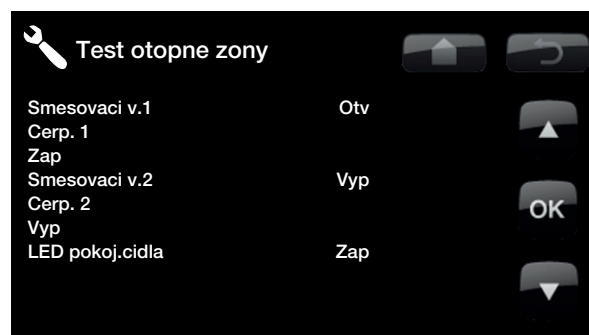 Test otopne zony
Smesovaci v.1 Otv
Cerp. 1
Zap
Smesovaci v.2 Vyp
Cerp. 2
Vyp
LED pokoj.cidla Zap
OK